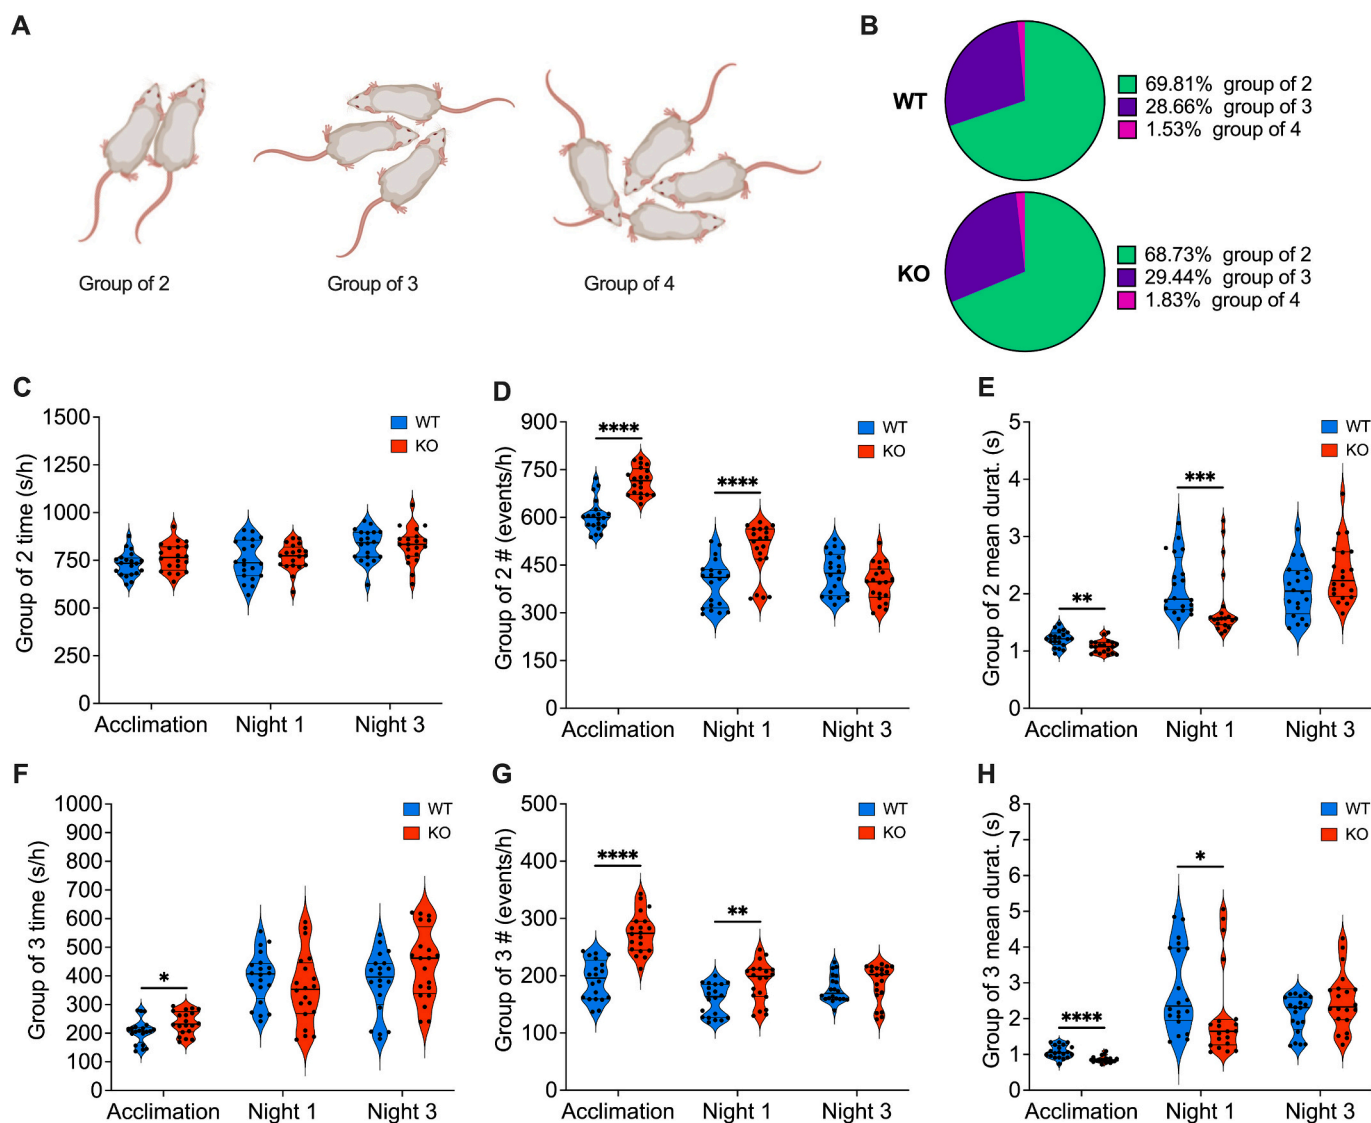 A
B
Group of 2
Group of 3
Group of 4
WT
69.81% group of 2
28.66% group of 3
1.53% group of 4
KO
68.73% group of 2
29.44% group of 3
1.83% group of 4
C
Group of 2 time (s/h)
1500
1250
1000
750
500
250
0
WT
KO
Acclimation
Night 1
Night 3
D
Group of 2 # (events/h)
900
750
600
450
300
150
0
****
****
WT
KO
Acclimation
Night 1
Night 3
E
Group of 2 mean durat. (s)
5
4
3
2
1
0
**
***
WT
KO
Acclimation
Night 1
Night 3
F
Group of 3 time (s/h)
1000
900
800
700
600
500
400
300
200
100
0
*
WT
KO
Acclimation
Night 1
Night 3
G
Group of 3 # (events/h)
500
400
300
200
100
0
****
**
WT
KO
Acclimation
Night 1
Night 3
H
Group of 3 mean durat. (s)
8
7
6
5
4
3
2
1
0
****
*
WT
KO
Acclimation
Night 1
Night 3